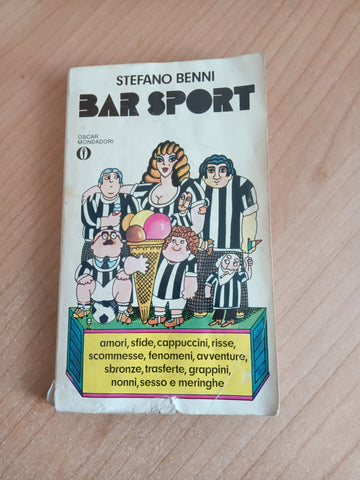 STEFANO BENNI
BAR SPORT
OSCAR
MONDADORI
amori, sfide, cappuccini, risse,
scommesse, fenomeni, avventure,
sbronze, trasferte, grappini,
nonni, sesso e meringhe